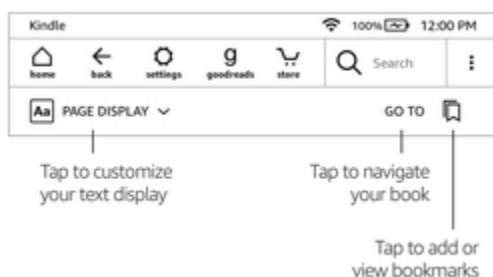 Kindle 100% 12:00 PM
home back settings goodreads store Search
Aa PAGE DISPLAY GO TO
Tap to customize
your text display
Tap to navigate
your book
Tap to add or
view bookmarks